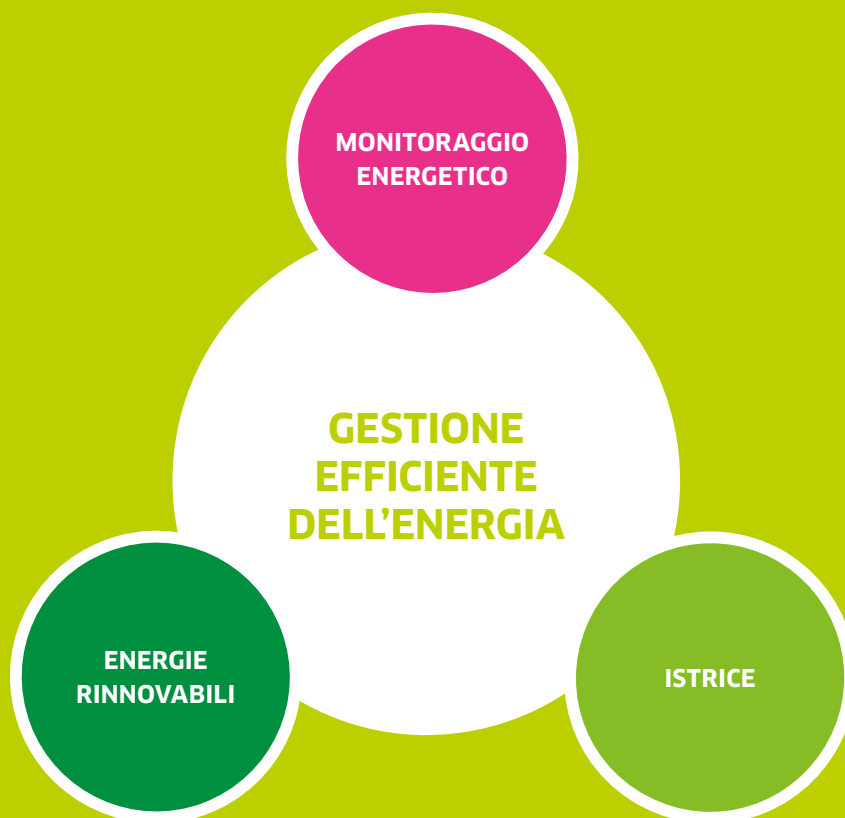 MONITORAGGIO
ENERGETICO
GESTIONE
EFFICIENTE
DELL’ENERGIA
ENERGIE
RINNOVABILI
ISTRICE